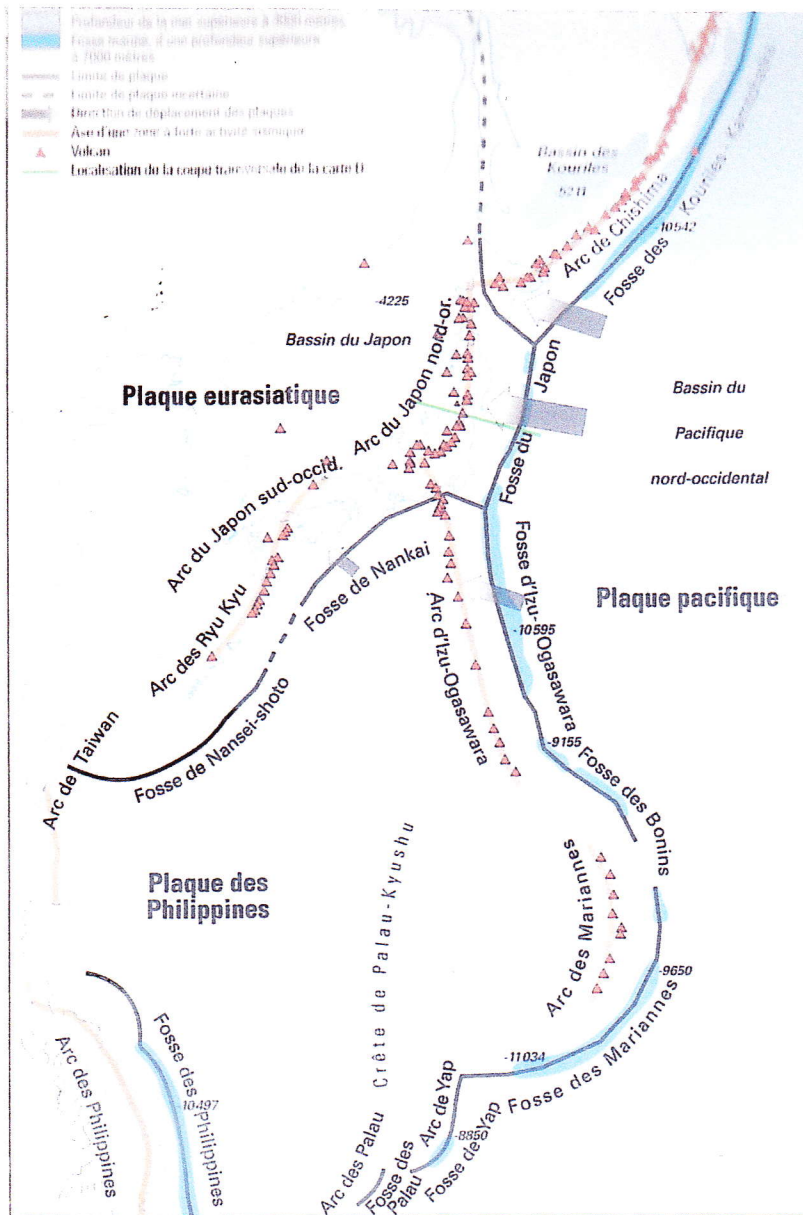 Profondeur de la mer supérieure à 8000 mètres
Fosse marine, d'une profondeur supérieure
à 7000 mètres
Limite de plaque
Limite de plaque incertaine
Direction de déplacement des plaques
Axe d'une zone à forte activité sismique
Volcan
Localisation de la coupe transversale de la carte D
Bassin des
Kouriles
5211
Arc de Chishima
-10542
Fosse des Kouriles - Kamtchatka
-4225
Bassin du Japon
Arc du Japon nord-or.
Plaque eurasiatique
Fosse du Japon
Bassin du
Pacifique
nord-occidental
Arc du Japon sud-occid.
Fosse de Nankai
Fosse d'Izu-Ogasawara
-10595
Plaque pacifique
Arc des Ryu Kyu
Arc d'Izu-Ogasawara
Arc de Taiwan
Fosse de Nansei-shoto
-9155
Fosse des Bonins
Plaque des
Philippines
Crête de Palau-Kyushu
Arc des Mariannes
-9650
Fosse des Mariannes
-11034
Fosse des Philippines
-10497
Arc des Philippines
Arc de Yap
-8850
Fosse de Yap
Arc des Palau
Fosse des
Palau